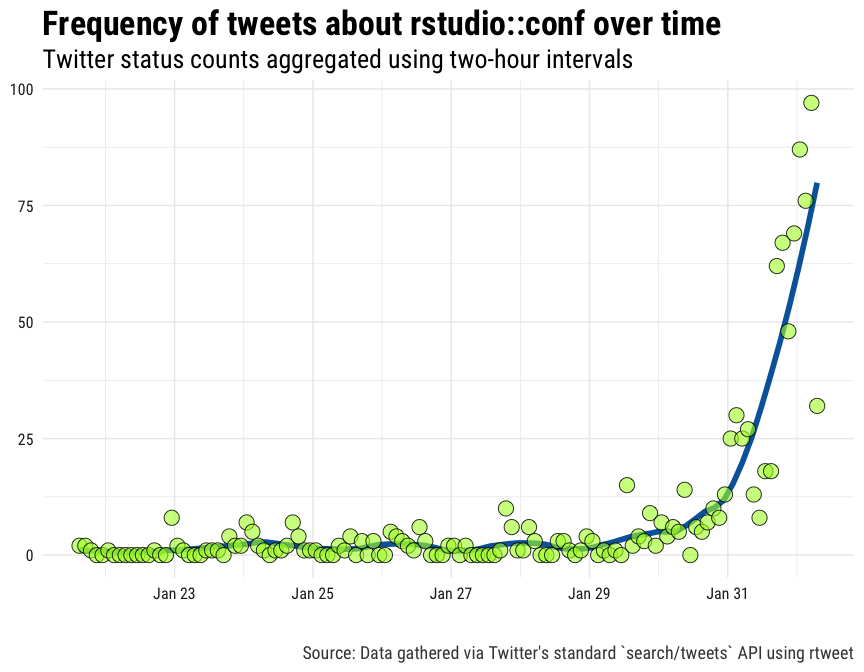 Frequency of tweets about rstudio::conf over time
Twitter status counts aggregated using two-hour intervals
100
75
50
25
0
Jan 23 Jan 25 Jan 27 Jan 29 Jan 31
Source: Data gathered via Twitter's standard `search/tweets` API using rtweet